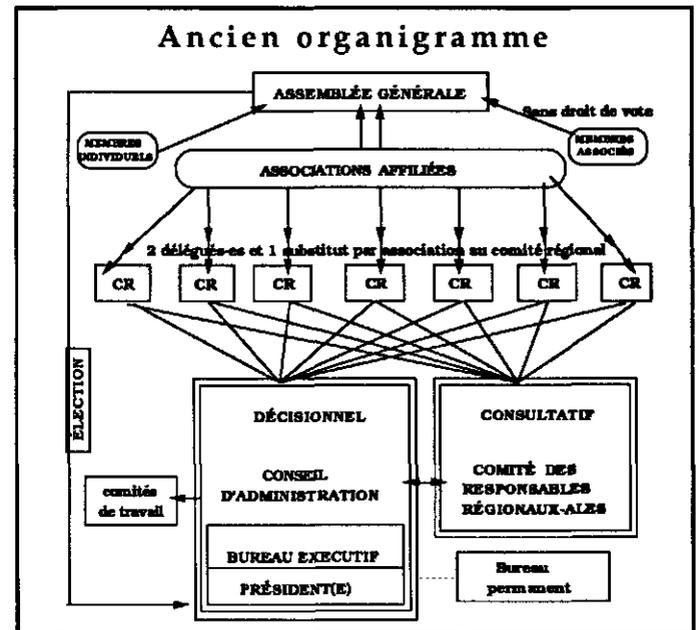 Ancien organigramme
ASSEMBLÉE GÉNÉRALE
Sans droit de vote
MEMBRES
INDIVIDUELS
MEMBRES
ASSOCIÉS
ASSOCIATIONS AFFILIÉES
2 délégués-es et 1 substitut par association au comité régional
CR CR CR CR CR CR CR
ÉLECTION
DÉCISIONNEL
CONSULTATIF
CONSEIL
D'ADMINISTRATION
COMITÉ DES
RESPONSABLES
RÉGIONAUX-ALES
comités
de travail
BUREAU EXECUTIF
PRÉSIDENT(E)
Bureau
permanent